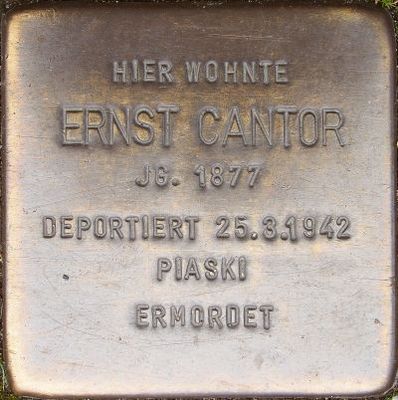 HIER WOHNTE
ERNST CANTOR
JG. 1877
DEPORTIERT 25.3.1942
PIASKI
ERMORDET